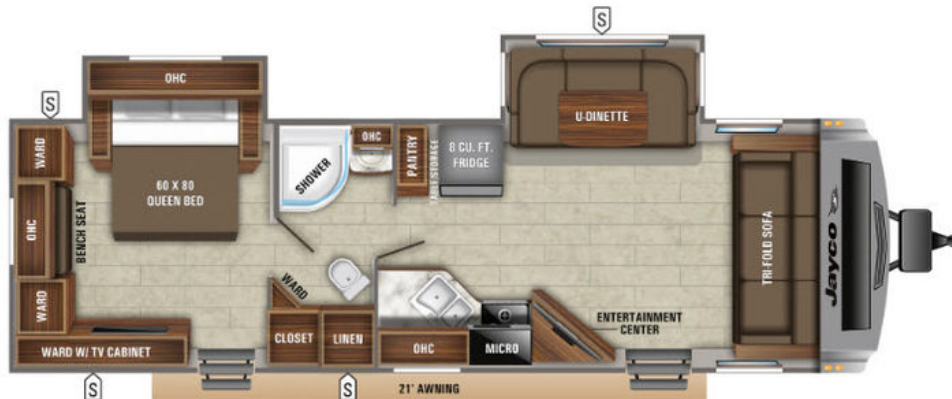 S
OHC
U-DINETTE
S
WARD
OHC
PANTRY
TABLE STORAGE
8 CU. FT.
FRIDGE
SHOWER
60 X 80
QUEEN BED
OHC
BENCH SEAT
TRI-FOLD SOFA
Jayco
WARD
WARD
ENTERTAINMENT
CENTER
CLOSET
LINEN
OHC
MICRO
WARD W/ TV CABINET
S
S
21' AWNING